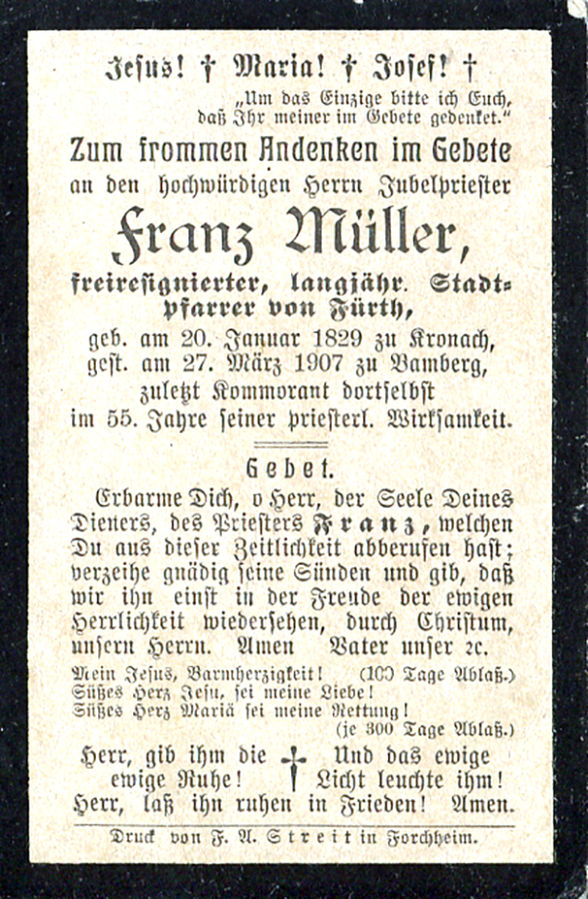 Jesus! † Maria! † Josef! †
„Um das Einzige bitte ich Euch,
daß Ihr meiner im Gebete gedenket.“
Zum frommen Andenken im Gebete
an den hochwürdigen Herrn Jubelpriester
Franz Müller,
freiresignierter, langjähr. Stadt-
pfarrer von Fürth,
geb. am 20. Januar 1829 zu Kronach,
gest. am 27. März 1907 zu Bamberg,
zuletzt Kommorant dortselbst
im 55. Jahre seiner priesterl. Wirksamkeit.
Gebet.
Erbarme Dich, o Herr, der Seele Deines
Dieners, des Priesters Franz, welchen
Du aus dieser Zeitlichkeit abberufen hast;
verzeihe gnädig seine Sünden und gib, daß
wir ihn einst in der Freude der ewigen
Herrlichkeit wiedersehen, durch Christum,
unsern Herrn. Amen Vater unser ꝛc.
Mein Jesus, Barmherzigkeit! (100 Tage Ablaß.)
Süßes Herz Jesu, sei meine Liebe!
Süßes Herz Mariä sei meine Rettung!
(je 300 Tage Ablaß.)
Herr, gib ihm die † Und das ewige
ewige Ruhe! Licht leuchte ihm!
Herr, laß ihn ruhen in Frieden! Amen.
Druck von F. A. Streit in Forchheim.